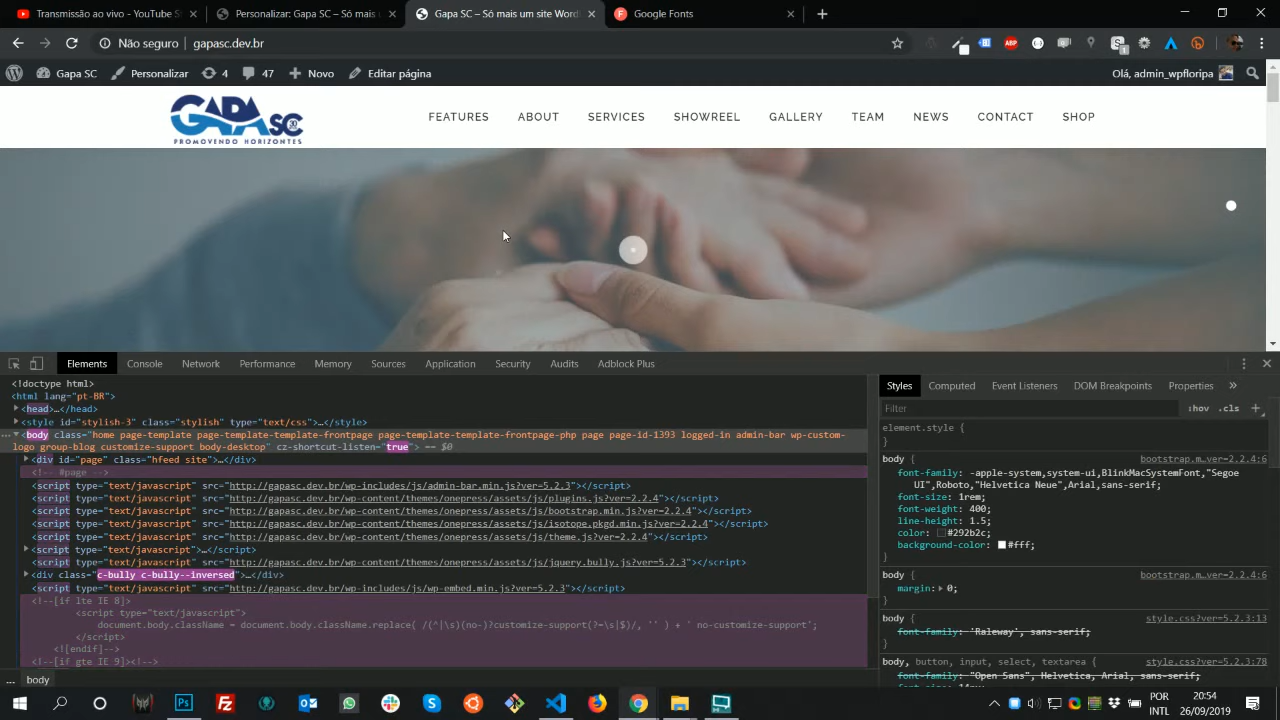 Transmissão ao vivo - YouTube S
Personalizar: Gapa SC – Só mais u
Gapa SC – Só mais um site Word
Google Fonts
Não seguro | gapasc.dev.br
Gapa SC
Personalizar
4
47
Novo
Editar página
Olá, admin_wpfloripa
GAPA SC
PROMOVENDO HORIZONTES
FEATURES ABOUT SERVICES SHOWREEL GALLERY TEAM NEWS CONTACT SHOP
Elements Console Network Performance Memory Sources Application Security Audits Adblock Plus
<!doctype html>
<html lang="pt-BR">
<head>…</head>
<style id="stylish-3" class="stylish" type="text/css">…</style>
<body class="home page-template page-template-template-frontpage page-template-template-frontpage-php page page-id-1393 logged-in admin-bar wp-custom-
logo group-blog customize-support body-desktop" cz-shortcut-listen="true"> == $0
<div id="page" class="hfeed site">…</div>
<!-- #page -->
<script type="text/javascript" src="http://gapasc.dev.br/wp-includes/js/admin-bar.min.js?ver=5.2.3"></script>
<script type="text/javascript" src="http://gapasc.dev.br/wp-content/themes/onepress/assets/js/plugins.js?ver=2.2.4"></script>
<script type="text/javascript" src="http://gapasc.dev.br/wp-content/themes/onepress/assets/js/bootstrap.min.js?ver=2.2.4"></script>
<script type="text/javascript" src="http://gapasc.dev.br/wp-content/themes/onepress/assets/js/isotope.pkgd.min.js?ver=2.2.4"></script>
<script type="text/javascript" src="http://gapasc.dev.br/wp-content/themes/onepress/assets/js/theme.js?ver=2.2.4"></script>
<script type="text/javascript">…</script>
<script type="text/javascript" src="http://gapasc.dev.br/wp-content/themes/onepress/assets/js/jquery.bully.js?ver=5.2.3"></script>
<div class="c-bully c-bully--inversed">…</div>
<script type="text/javascript" src="http://gapasc.dev.br/wp-includes/js/wp-embed.min.js?ver=5.2.3"></script>
<!--[if lte IE 8]>
<script type="text/javascript">
document.body.className = document.body.className.replace( /(^|\s)(no-)?customize-support(?=\s|$)/, '' ) + ' no-customize-support';
</script>
<![endif]-->
<!--[if gte IE 9]><!-->
... body
Styles Computed Event Listeners DOM Breakpoints Properties »
Filter :hov .cls +
element.style {
}
body { bootstrap.m…ver=2.2.4:6
font-family: -apple-system,system-ui,BlinkMacSystemFont,"Segoe
UI",Roboto,"Helvetica Neue",Arial,sans-serif;
font-size: 1rem;
font-weight: 400;
line-height: 1.5;
color: #292b2c;
background-color: #fff;
}
body { bootstrap.m…ver=2.2.4:6
margin: 0;
}
body { style.css?ver=5.2.3:13
font-family: 'Raleway', sans-serif;
}
body, button, input, select, textarea { style.css?ver=5.2.3:78
font-family: "Open Sans", Helvetica, Arial, sans-serif;
POR
INTL
20:54
26/09/2019